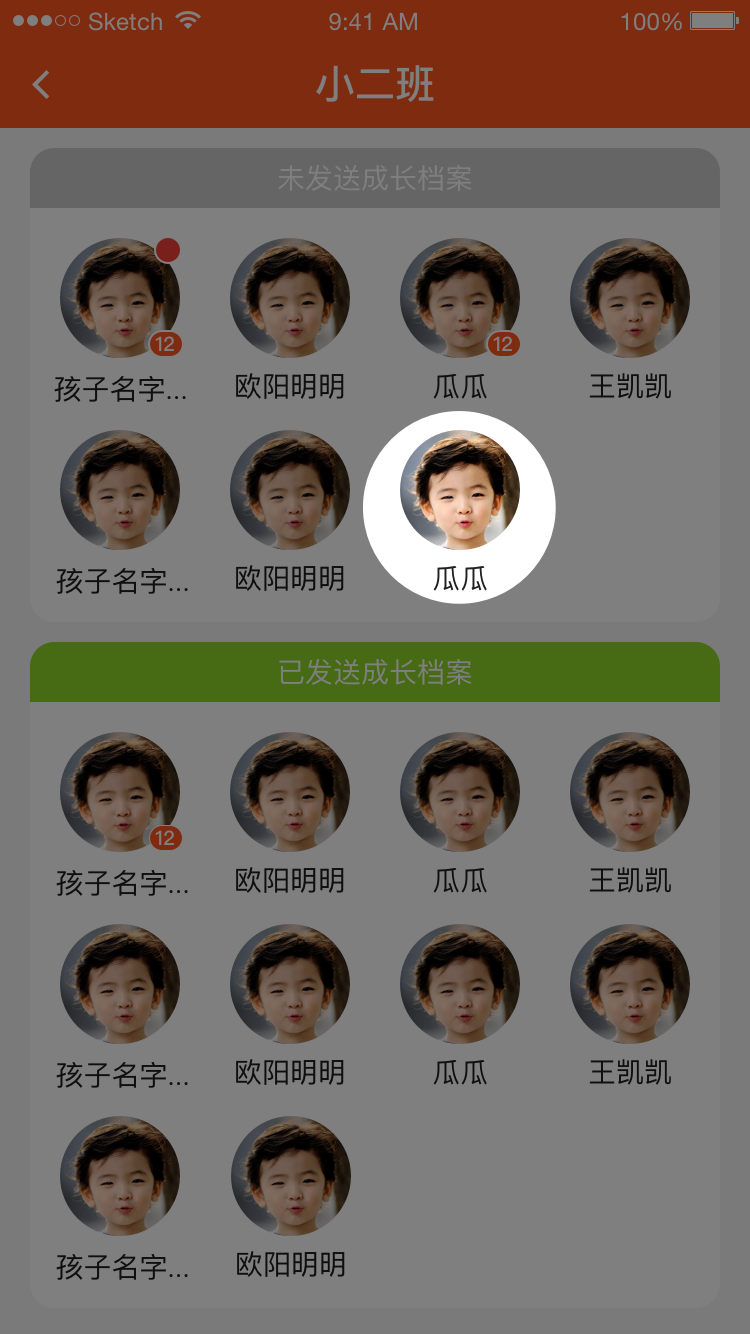 Sketch 9:41 AM 100%
小二班
未发送成长档案
12 12
孩子名字... 欧阳明明 瓜瓜 王凯凯
孩子名字... 欧阳明明 瓜瓜
已发送成长档案
12
孩子名字... 欧阳明明 瓜瓜 王凯凯
孩子名字... 欧阳明明 瓜瓜 王凯凯
孩子名字... 欧阳明明